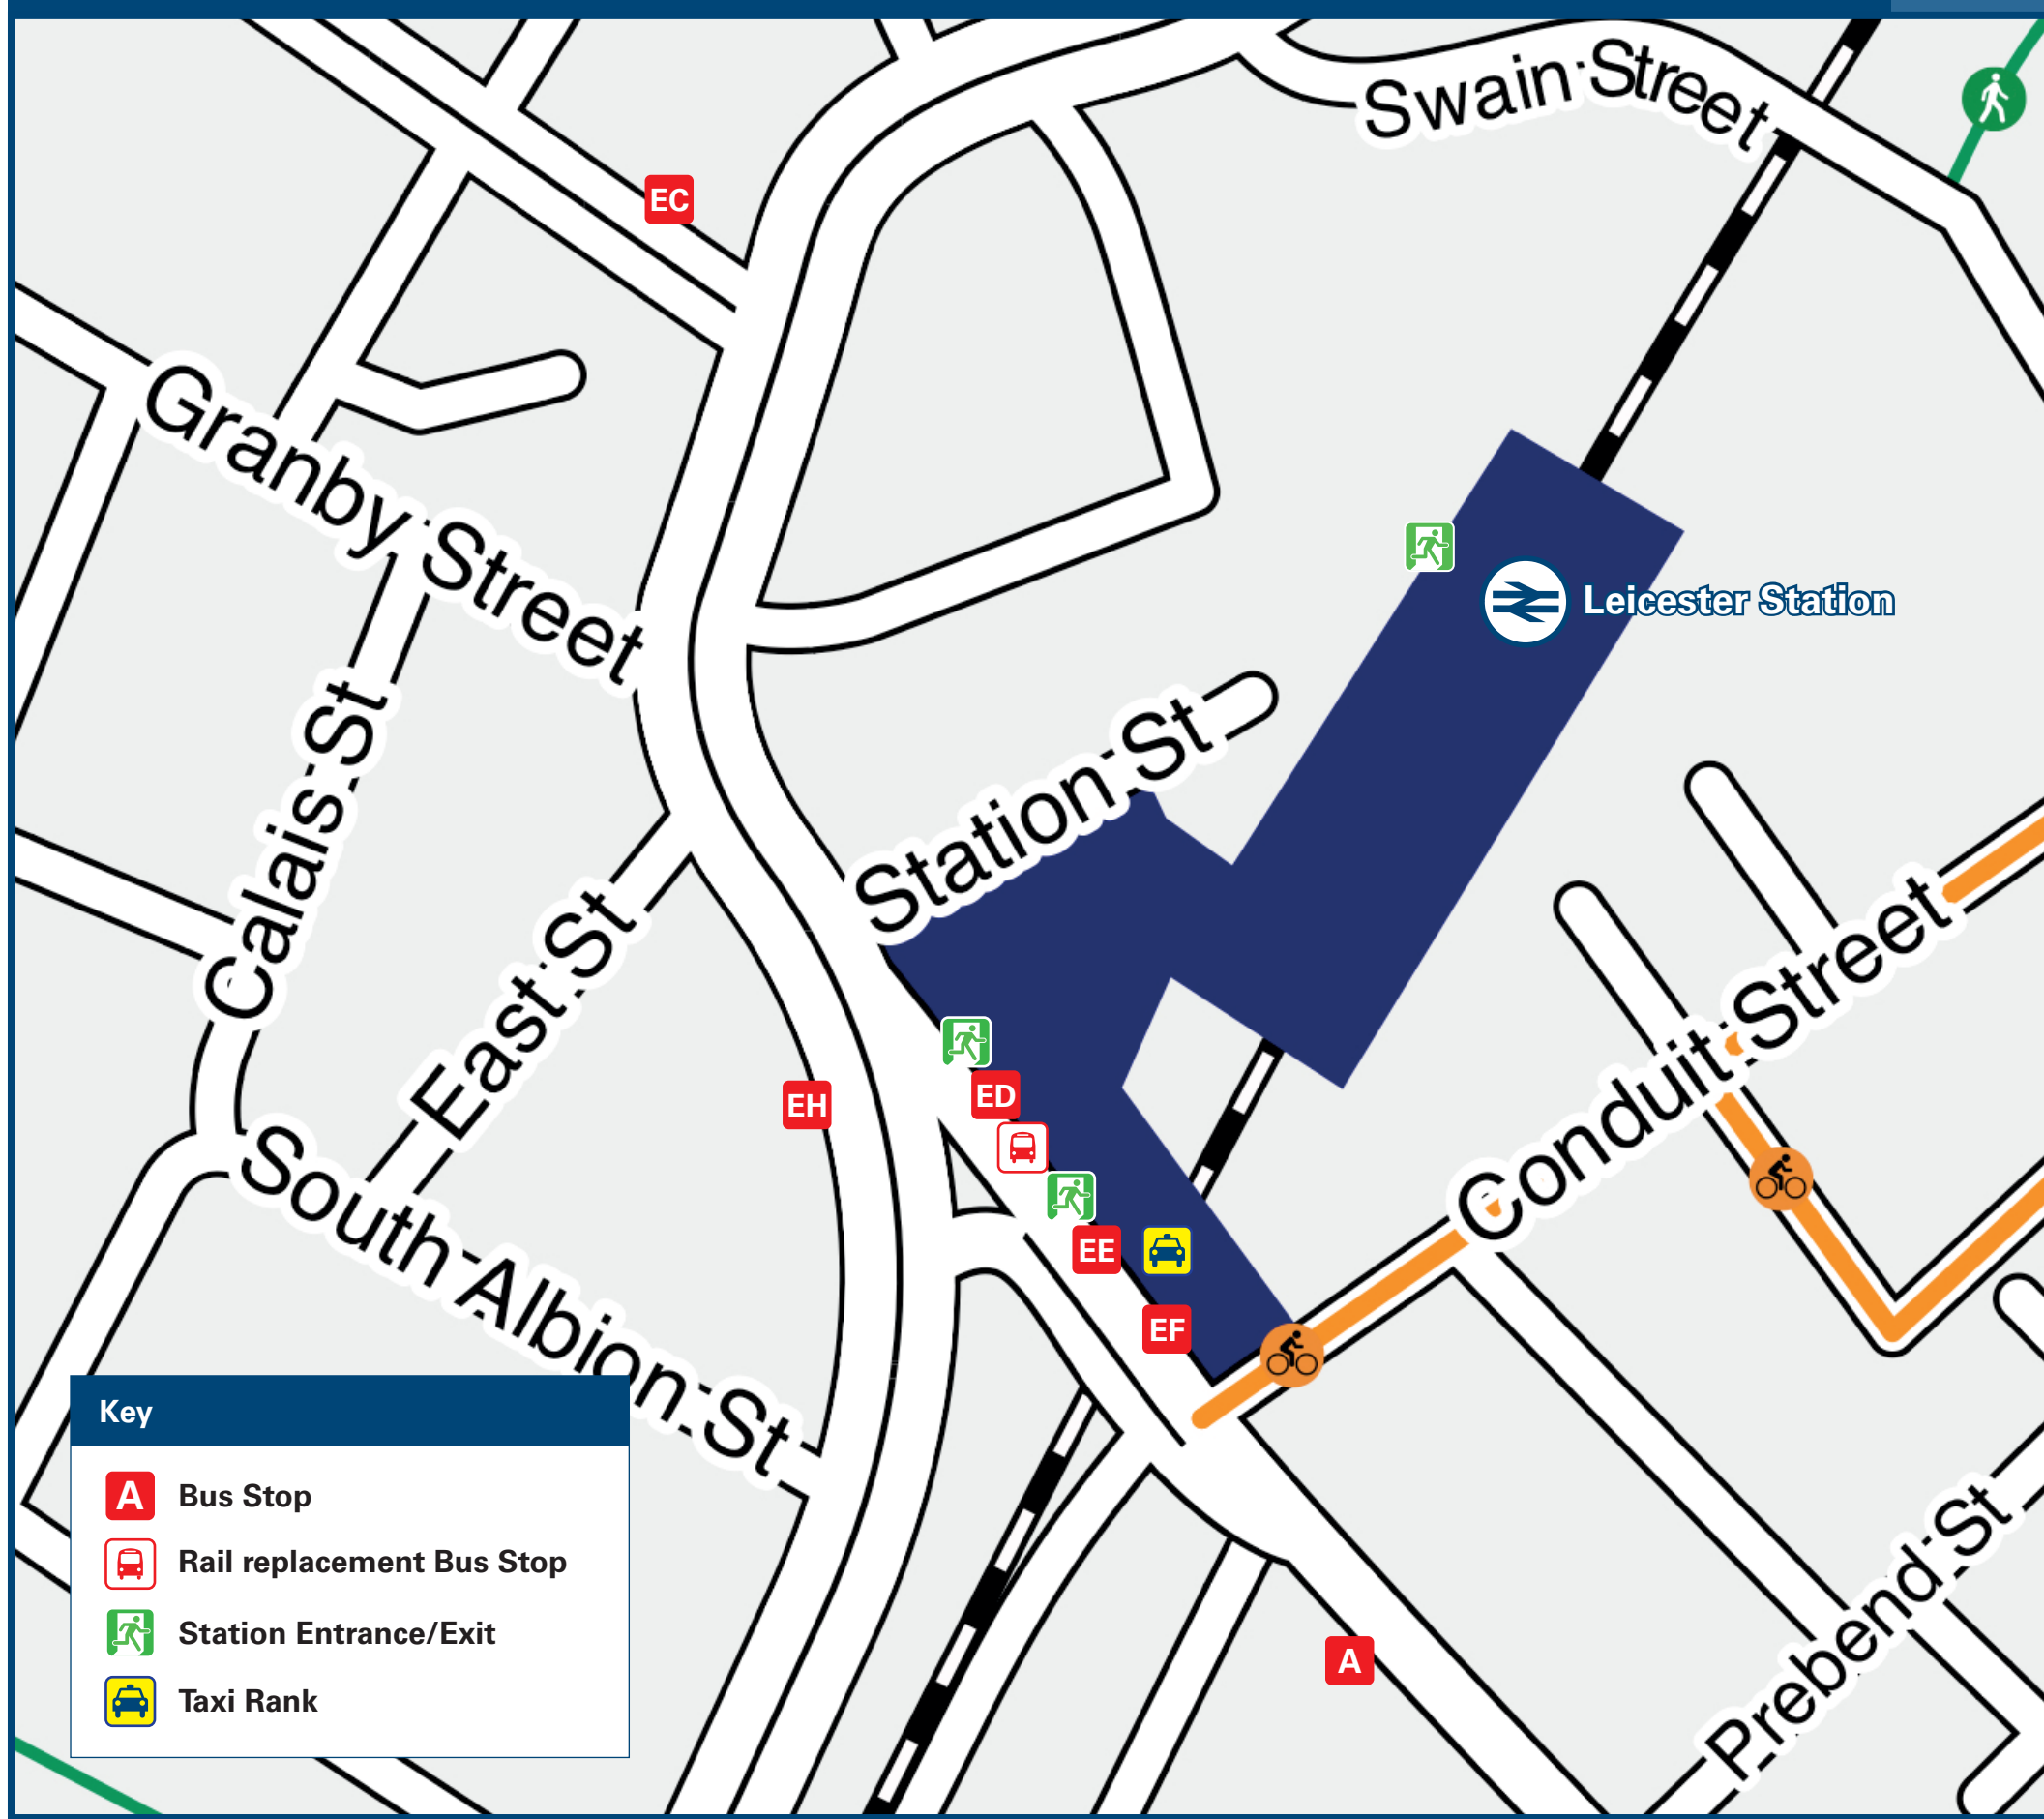 Swain Street
EC
Granby Street
Leicester Station
Calais St
Station St
East St
Conduit Street
ED
EH
South Albion St
EE
EF
Prebend St
A
Key
A Bus Stop
Rail replacement Bus Stop
Station Entrance/Exit
Taxi Rank